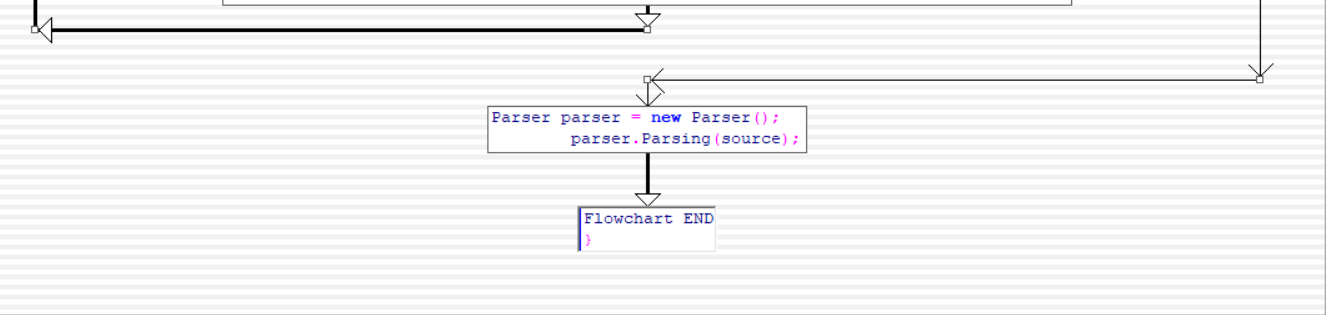 Parser parser = new Parser();
parser.Parsing(source);
Flowchart END
}